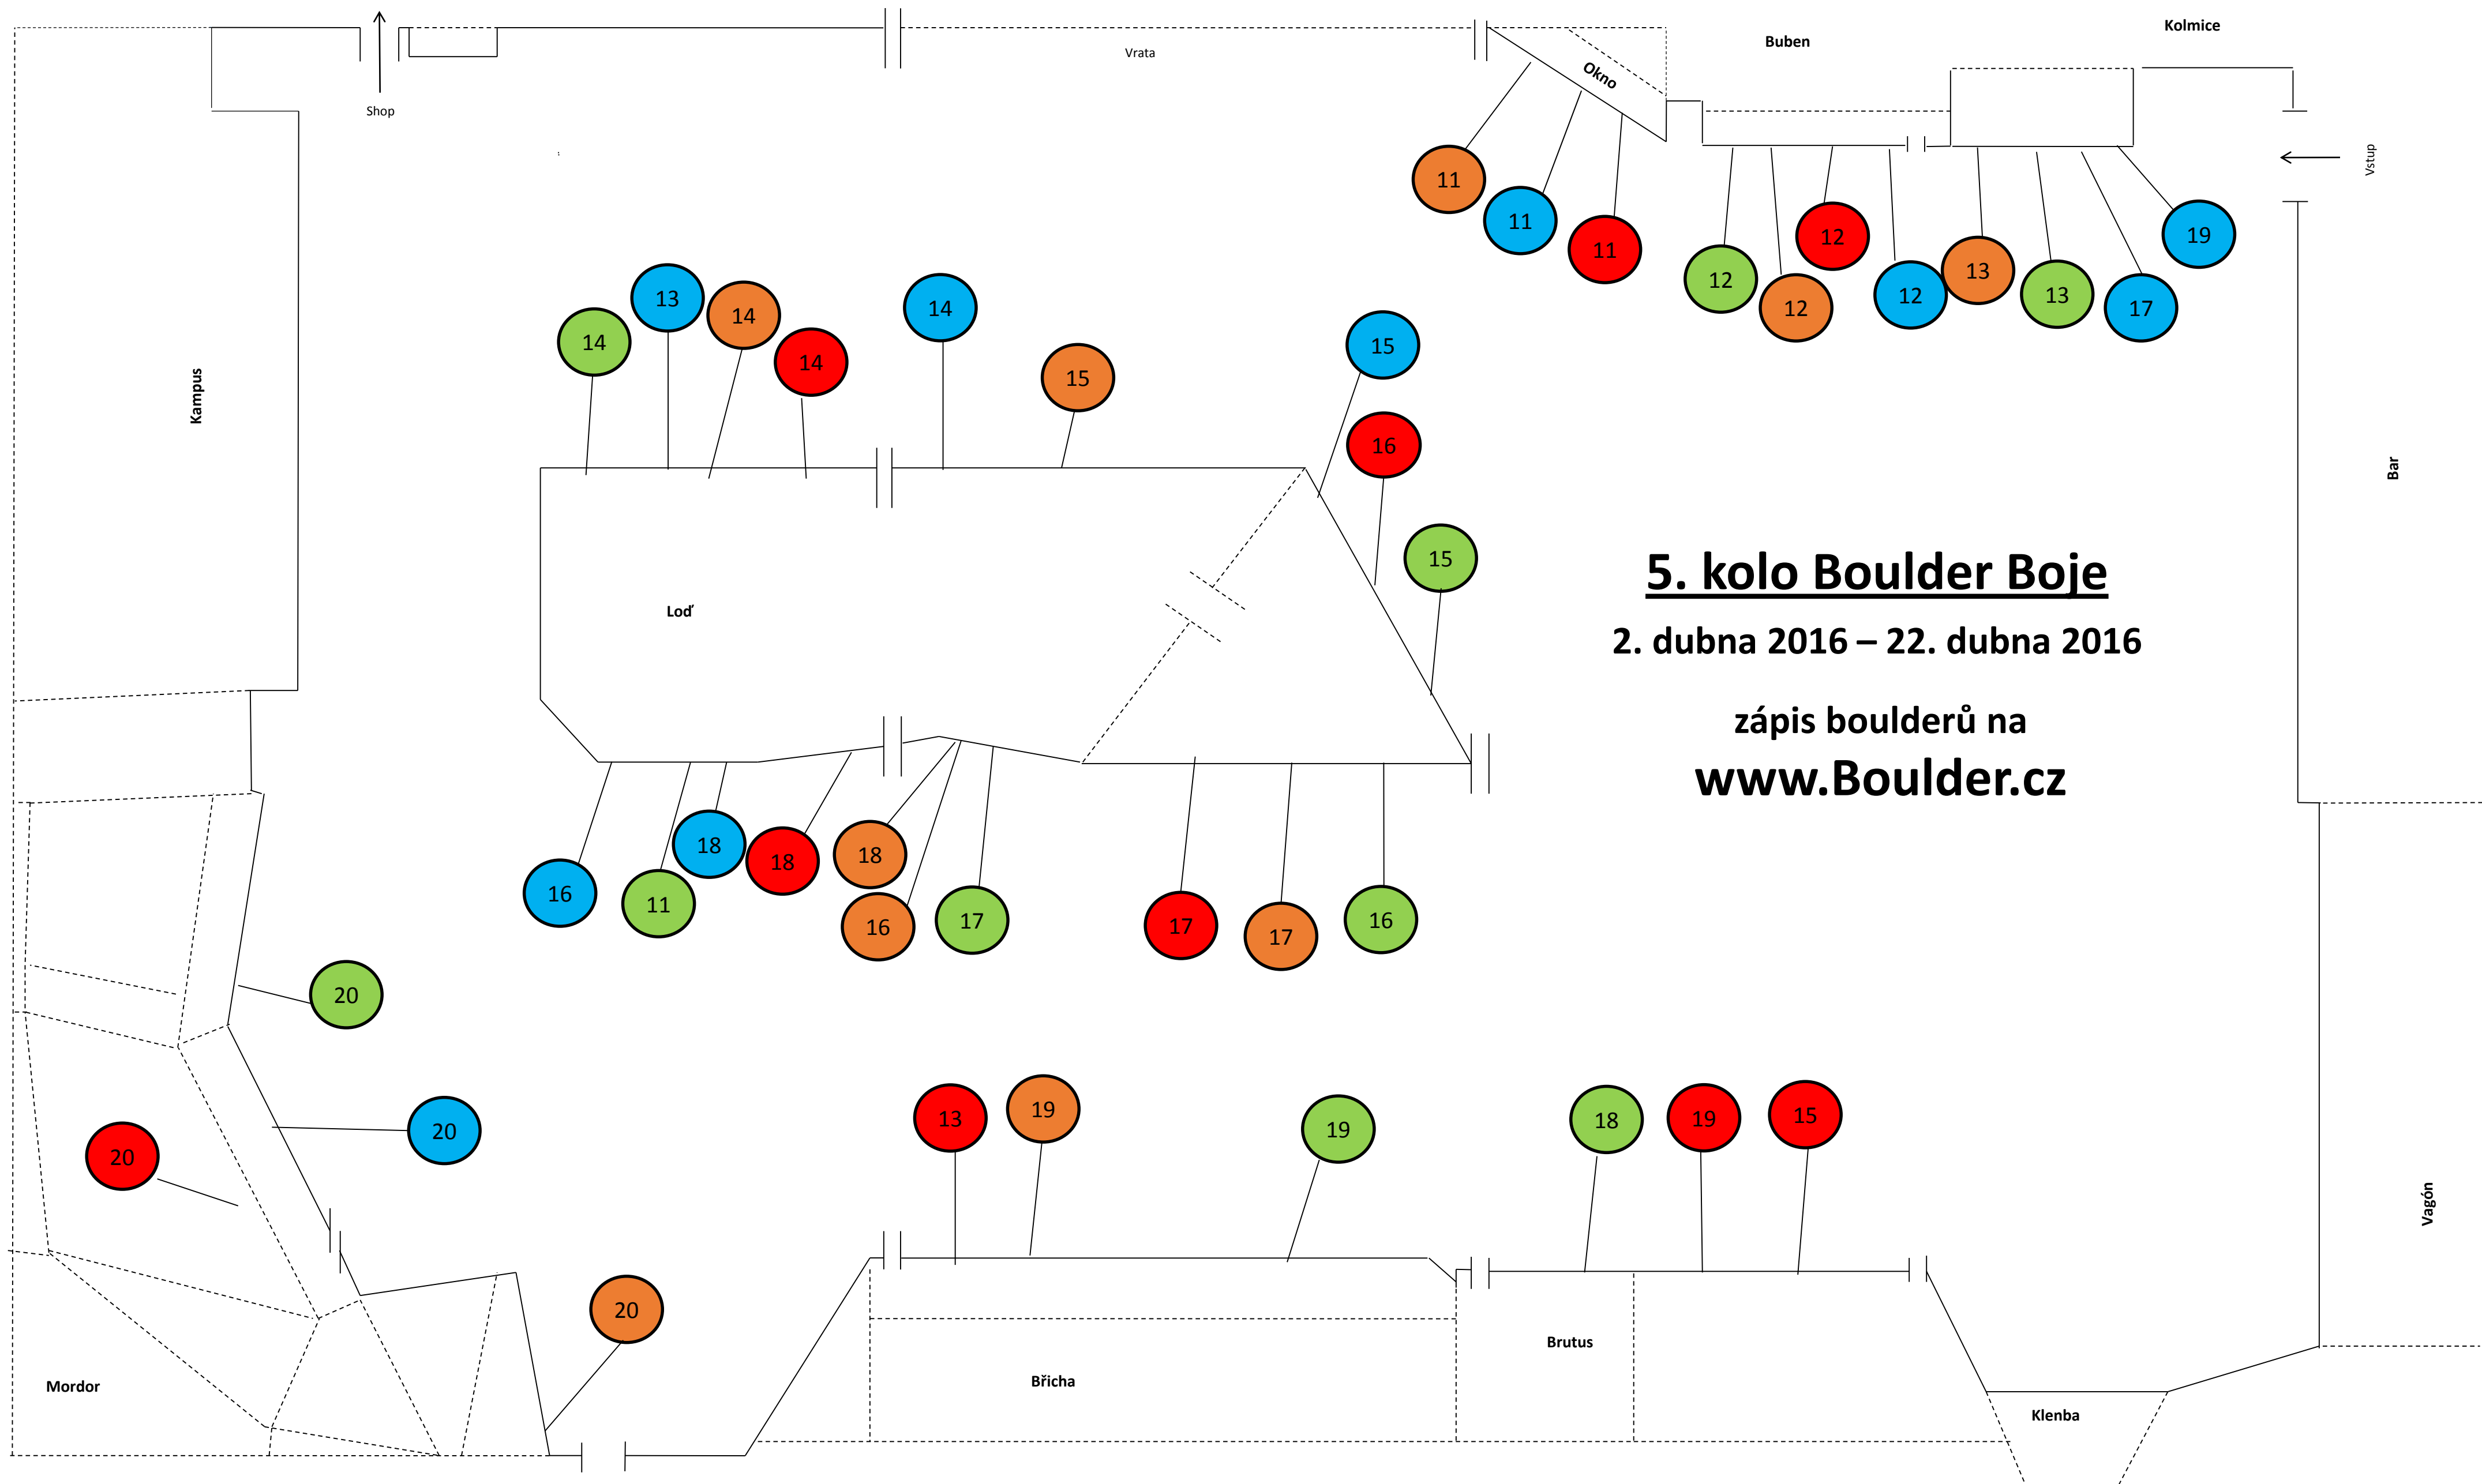 Kolmice
Buben
Vrata
Okno
Shop
Vstup
11
11
11
12
12
12
12
13
13
17
19
14
13
14
14
14
15
15
16
15
Kampus
Bar
Loď
5. kolo Boulder Boje
2. dubna 2016 – 22. dubna 2016
zápis boulderů na
www.Boulder.cz
16
11
18
18
18
16
17
17
17
16
20
20
20
20
13
19
19
18
19
15
Vagón
Brutus
Břicha
Mordor
Klenba